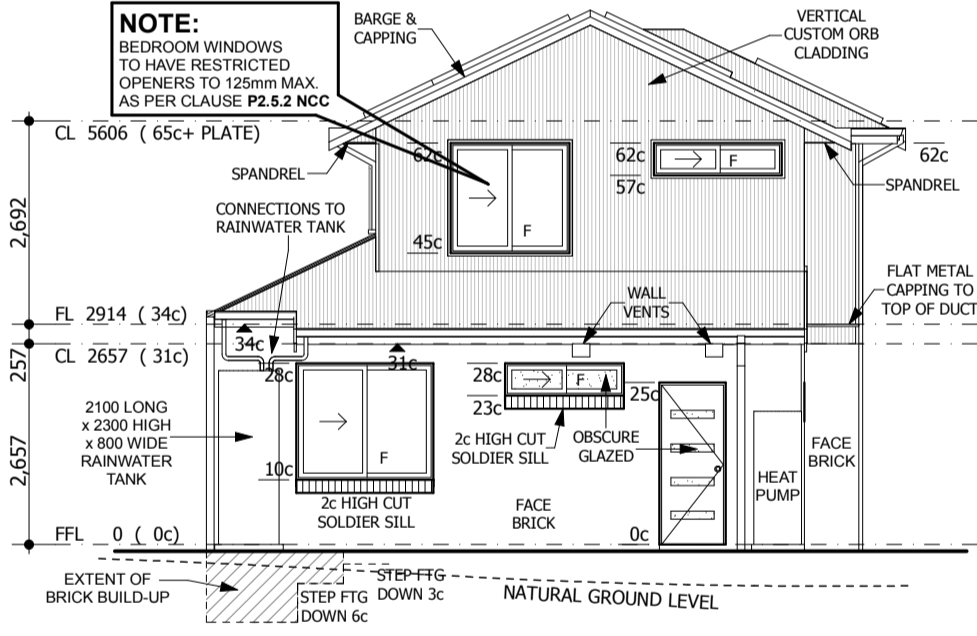 NOTE:
BEDROOM WINDOWS
TO HAVE RESTRICTED
OPENERS TO 125mm MAX.
AS PER CLAUSE P2.5.2 NCC
BARGE &
CAPPING
VERTICAL
CUSTOM ORB
CLADDING
CL 5606 ( 65c+ PLATE)
62c
62c
57c
F
62c
SPANDREL
SPANDREL
CONNECTIONS TO
RAINWATER TANK
F
45c
2,692
WALL
VENTS
FLAT METAL
CAPPING TO
TOP OF DUCT
FL 2914 ( 34c)
34c
257
CL 2657 ( 31c)
31c
28c
28c
F
23c
25c
2100 LONG
x 2300 HIGH
x 800 WIDE
RAINWATER
TANK
2c HIGH CUT
SOLDIER SILL
OBSCURE
GLAZED
FACE
BRICK
2,657
F
10c
2c HIGH CUT
SOLDIER SILL
FACE
BRICK
HEAT
PUMP
FFL 0 ( 0c)
0c
EXTENT OF
BRICK BUILD-UP
STEP FTG
DOWN 3c
STEP FTG
DOWN 6c
NATURAL GROUND LEVEL